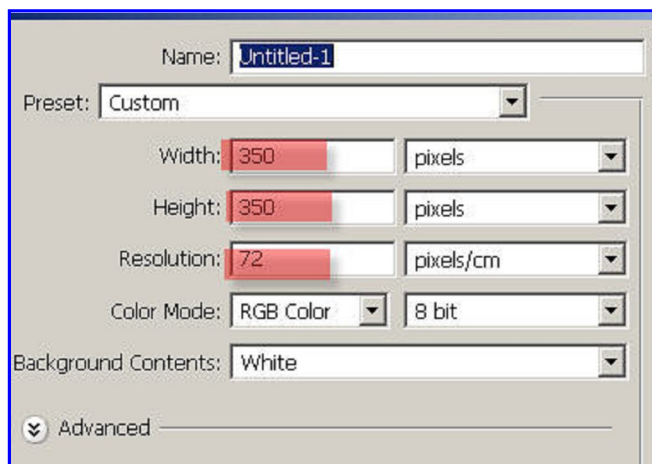 Name: Untitled-1
Preset: Custom
Width: 350 pixels
Height: 350 pixels
Resolution: 72 pixels/cm
Color Mode: RGB Color 8 bit
Background Contents: White
Advanced